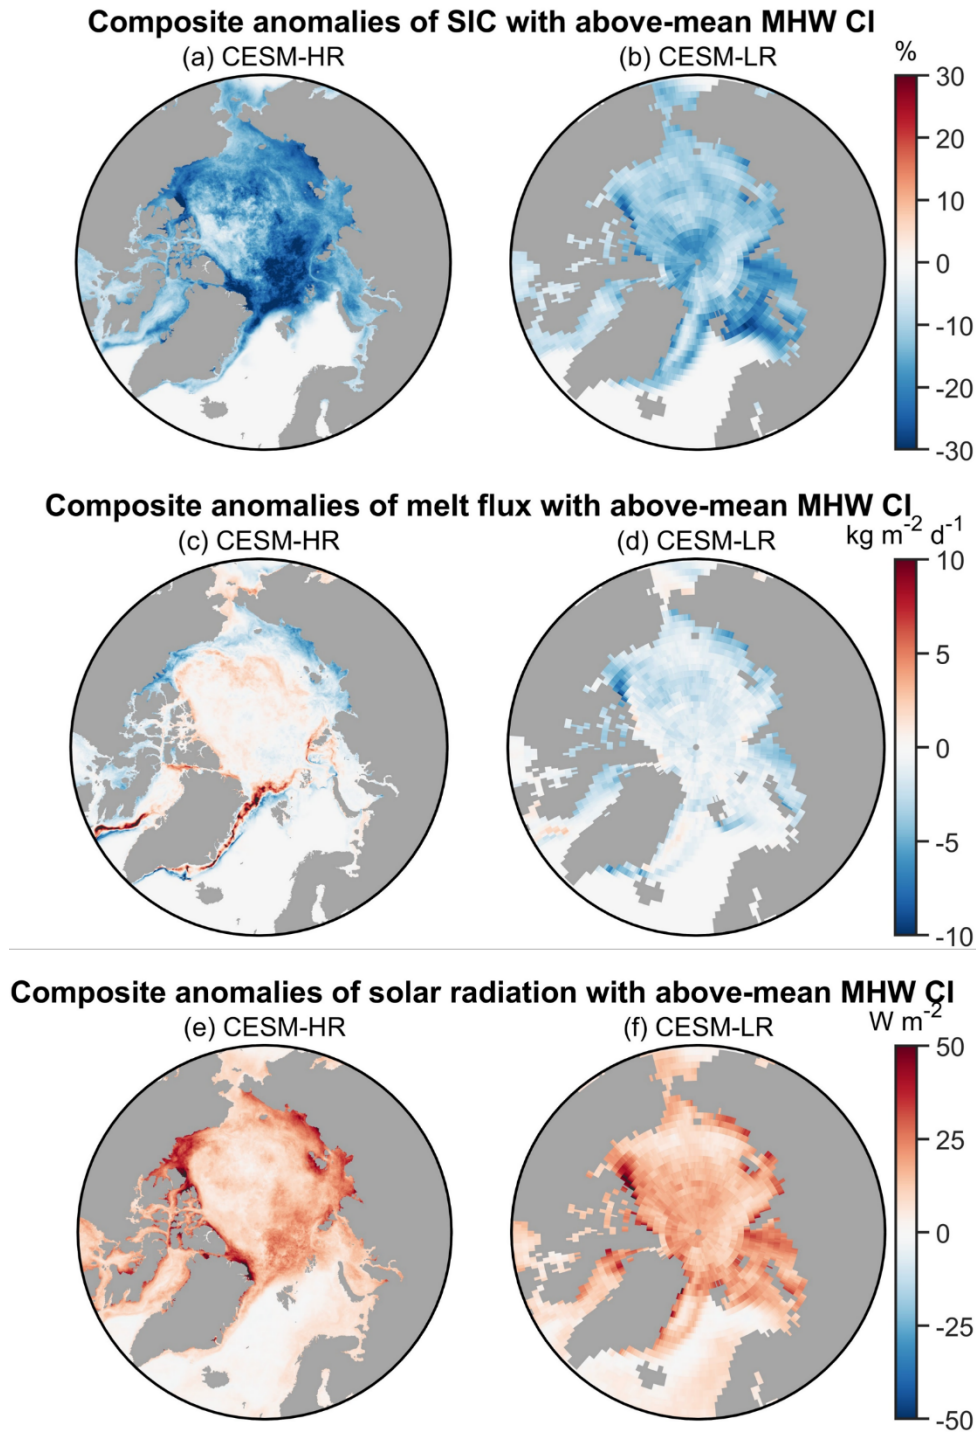 Composite anomalies of SIC with above-mean MHW CI
(a) CESM-HR
(b) CESM-LR
%
30
20
10
0
-10
-20
-30
Composite anomalies of melt flux with above-mean MHW CI
(c) CESM-HR
(d) CESM-LR
kg m⁻² d⁻¹
10
5
0
-5
-10
Composite anomalies of solar radiation with above-mean MHW CI
(e) CESM-HR
(f) CESM-LR
W m⁻²
50
25
0
-25
-50